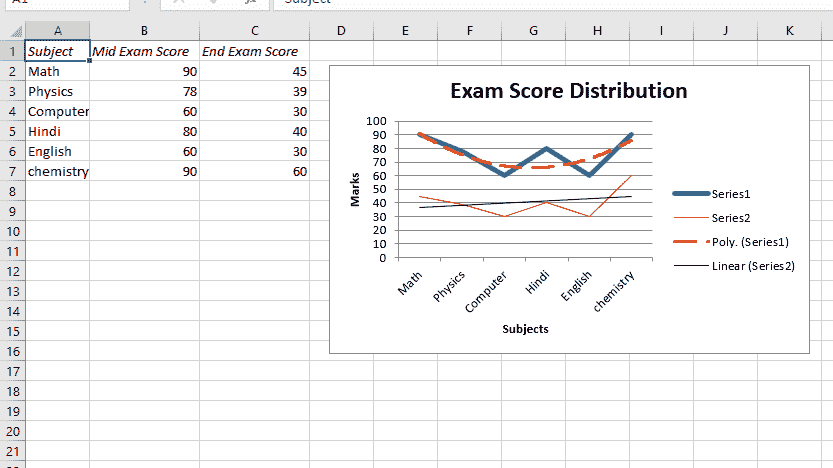 A1 Subject
A B C D E F G H I J K
1 Subject Mid Exam Score End Exam Score
2 Math 90 45
3 Physics 78 39
4 Computer 60 30
5 Hindi 80 40
6 English 60 30
7 chemistry 90 60
8
9
10
11
12
13
14
15
16
17
18
19
20
21
Exam Score Distribution
100
90
80
70
60
50
40
30
20
10
0
Marks
Math Physics Computer Hindi English chemistry
Subjects
Series1
Series2
Poly. (Series1)
Linear (Series2)